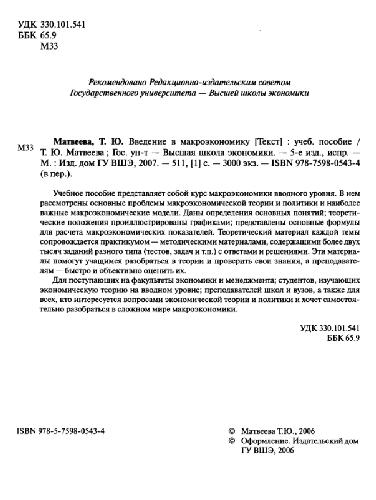 УДК 330.101.541
ББК 65.9
М33
Рекомендовано Редакционно-издательским советом
Государственного университета — Высшей школы экономики
М33
Матвеева, Т. Ю. Введение в макроэкономику [Текст] : учеб. пособие /
Т. Ю. Матвеева ; Гос. ун-т — Высшая школа экономики. — 5-е изд., испр. —
М. : Изд. дом ГУ ВШЭ, 2007. — 511, [1] с. — 3000 экз. — ISBN 978-7598-0543-4
(в пер.).
Учебное пособие представляет собой курс макроэкономики вводного уровня. В нем
рассмотрены основные проблемы макроэкономической теории и политики и наиболее
важные макроэкономические модели. Даны определения основных понятий; теорети-
ческие положения проиллюстрированы графиками; представлены основные формулы
для расчета макроэкономических показателей. Теоретический материал каждой темы
сопровождается практикумом — методическими материалами, содержащими более двух
тысяч заданий разного типа (тестов, задач и т.п.) с ответами и решениями. Эти материа-
лы помогут учащимся разобраться в теории и проверить свои знания, а преподавате-
лям — быстро и объективно оценить их.
Для поступающих на факультеты экономики и менеджмента; студентов, изучающих
экономическую теорию на вводном уровне; преподавателей школ и вузов, а также для
всех, кто интересуется вопросами экономической теории и политики и хочет самостоя-
тельно разобраться в сложном мире макроэкономики.
УДК 330.101.541
ББК 65.9
ISBN 978-5-7598-0543-4
© Матвеева Т.Ю., 2006
© Оформление. Издательский дом
ГУ ВШЭ, 2006